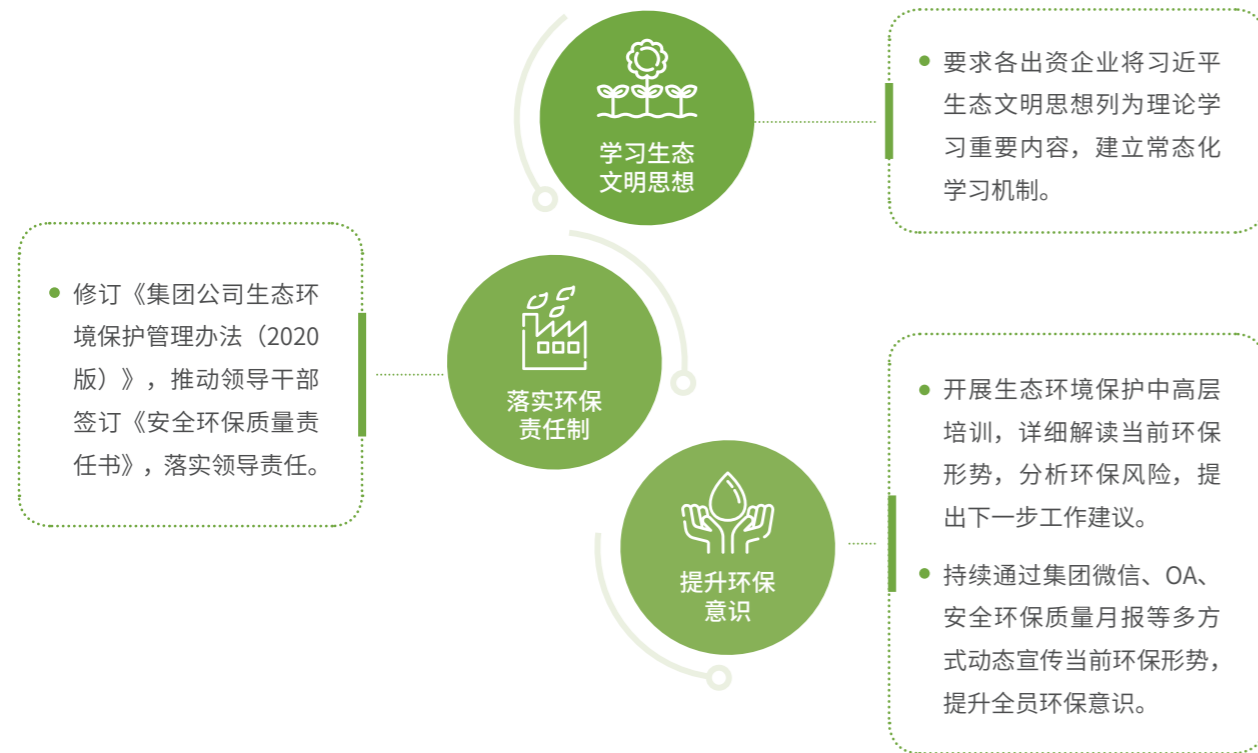 学习生态
文明思想
要求各出资企业将习近平
生态文明思想列为理论学
习重要内容，建立常态化
学习机制。
落实环保
责任制
修订《集团公司生态环
境保护管理办法（2020
版）》，推动领导干部
签订《安全环保质量责
任书》，落实领导责任。
提升环保
意识
开展生态环境保护中高层
培训，详细解读当前环保
形势，分析环保风险，提
出下一步工作建议。
持续通过集团微信、OA、
安全环保质量月报等多方
式动态宣传当前环保形势，
提升全员环保意识。